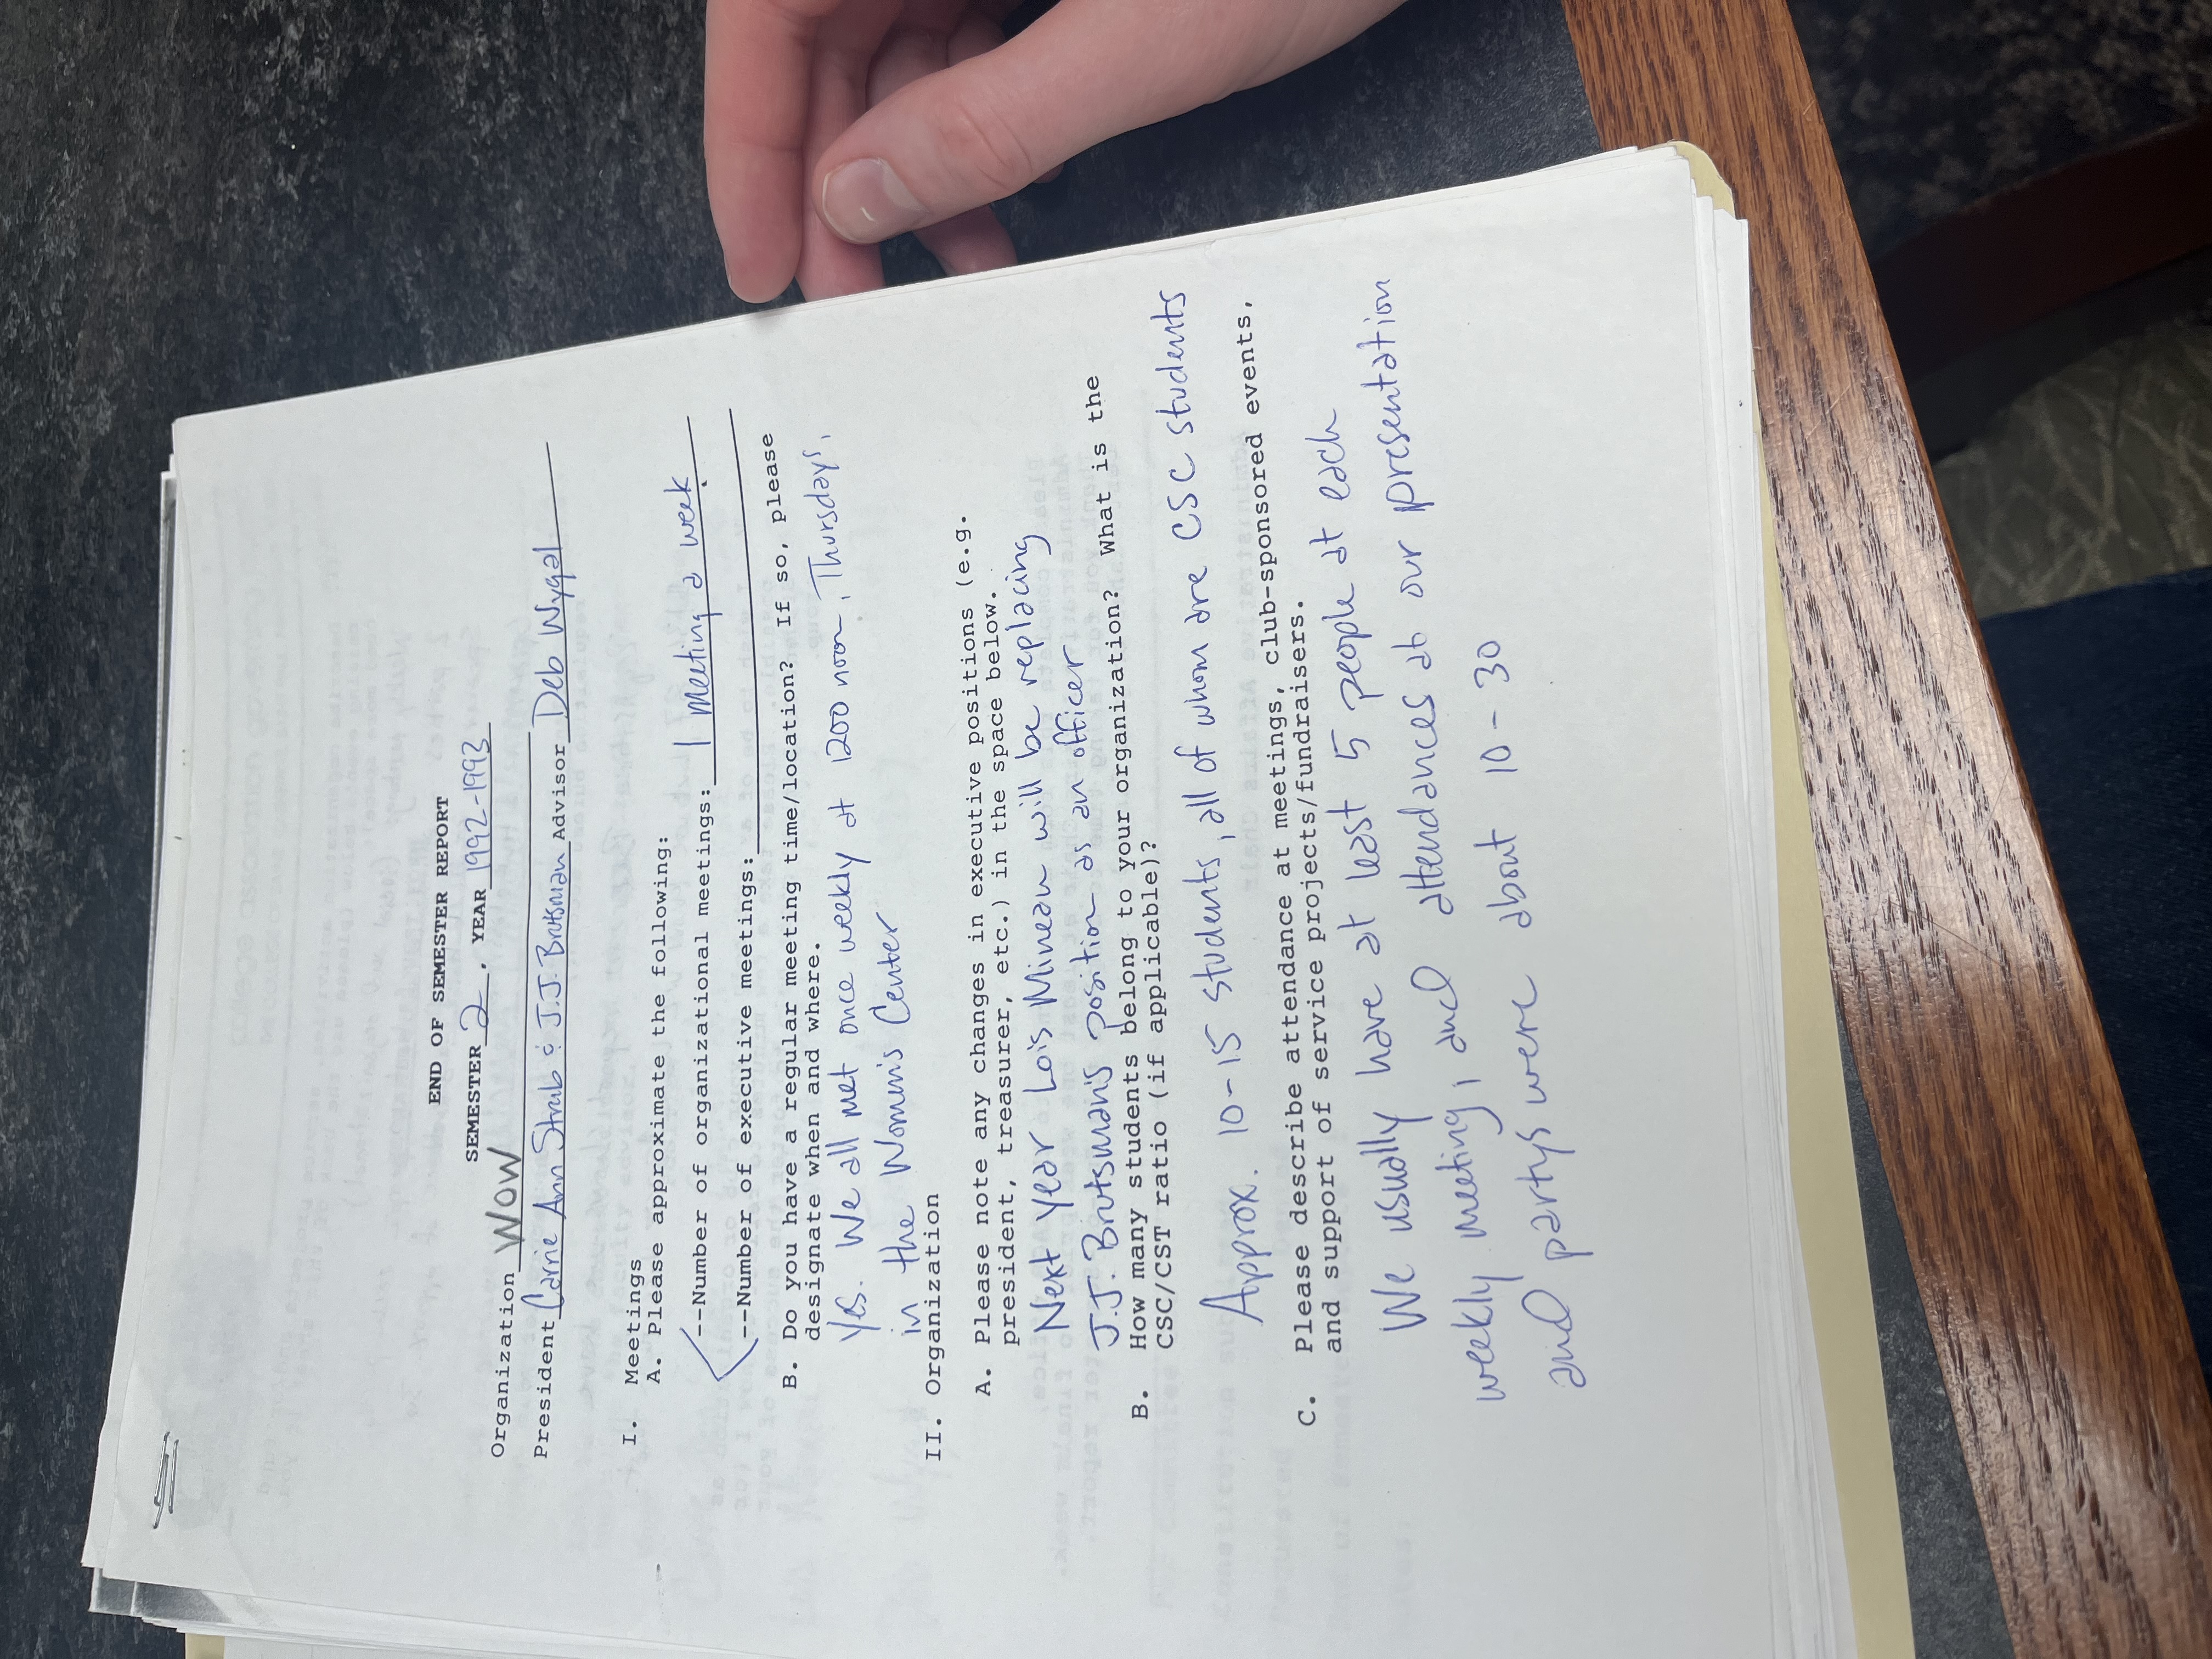 END OF SEMESTER REPORT
SEMESTER 2, YEAR 1992-1993
Organization WOW
President Carrie Ann Strub & J.J. Brutsman Advisor Deb Wygal
I. Meetings
A. Please approximate the following:
--Number of organizational meetings: 1 meeting a week
--Number of executive meetings:
B. Do you have a regular meeting time/location? If so, please
designate when and where.
Yes. We all met once weekly at 1200 noon, Thursdays,
in the Women's Center
II. Organization
A. Please note any changes in executive positions (e.g.
president, treasurer, etc.) in the space below.
Next year Lois Mineau will be replacing
J.J. Brutsman's position as an officer
B. How many students belong to your organization? What is the
CSC/CST ratio (if applicable)?
Approx. 10-15 students, all of whom are CSC students
C. Please describe attendance at meetings, club-sponsored events,
and support of service projects/fundraisers.
We usually have at least 5 people at each
weekly meeting, and attendances at our presentation
and partys were about 10-30